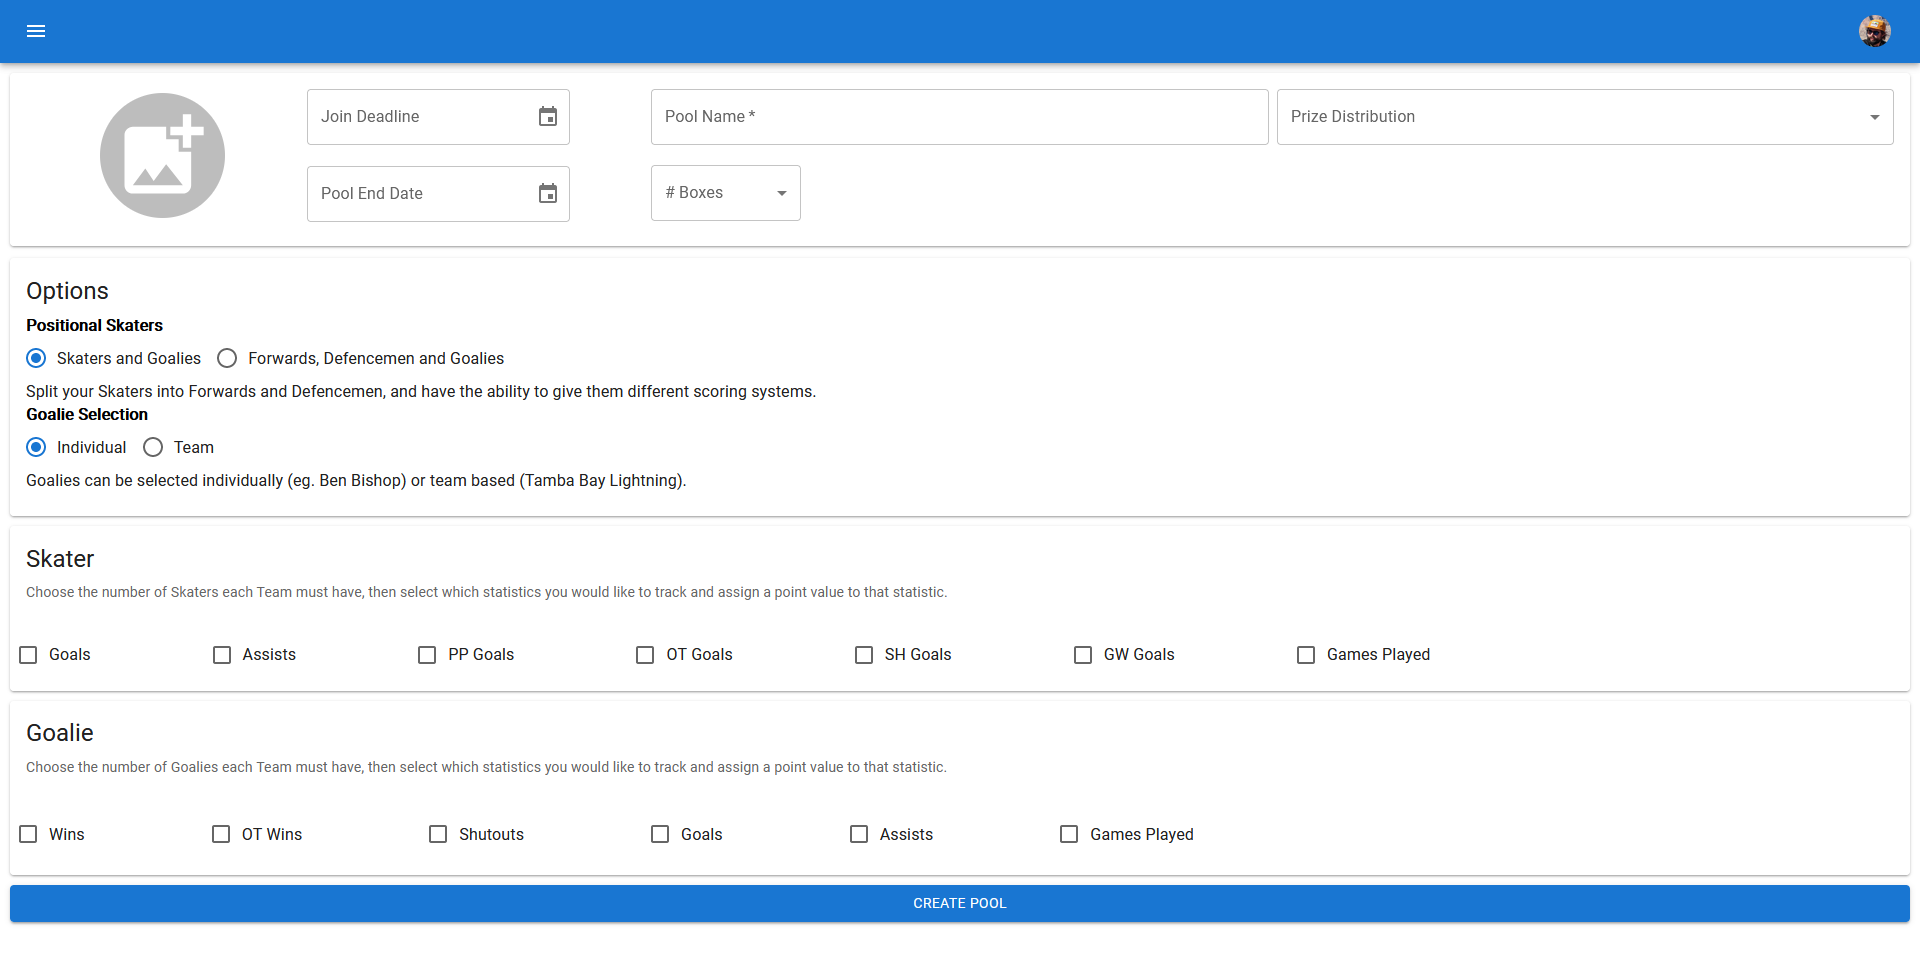 Join Deadline
Pool Name *
Prize Distribution
Pool End Date
# Boxes
Options
Positional Skaters
Skaters and Goalies
Forwards, Defencemen and Goalies
Split your Skaters into Forwards and Defencemen, and have the ability to give them different scoring systems.
Goalie Selection
Individual
Team
Goalies can be selected individually (eg. Ben Bishop) or team based (Tamba Bay Lightning).
Skater
Choose the number of Skaters each Team must have, then select which statistics you would like to track and assign a point value to that statistic.
Goals
Assists
PP Goals
OT Goals
SH Goals
GW Goals
Games Played
Goalie
Choose the number of Goalies each Team must have, then select which statistics you would like to track and assign a point value to that statistic.
Wins
OT Wins
Shutouts
Goals
Assists
Games Played
CREATE POOL